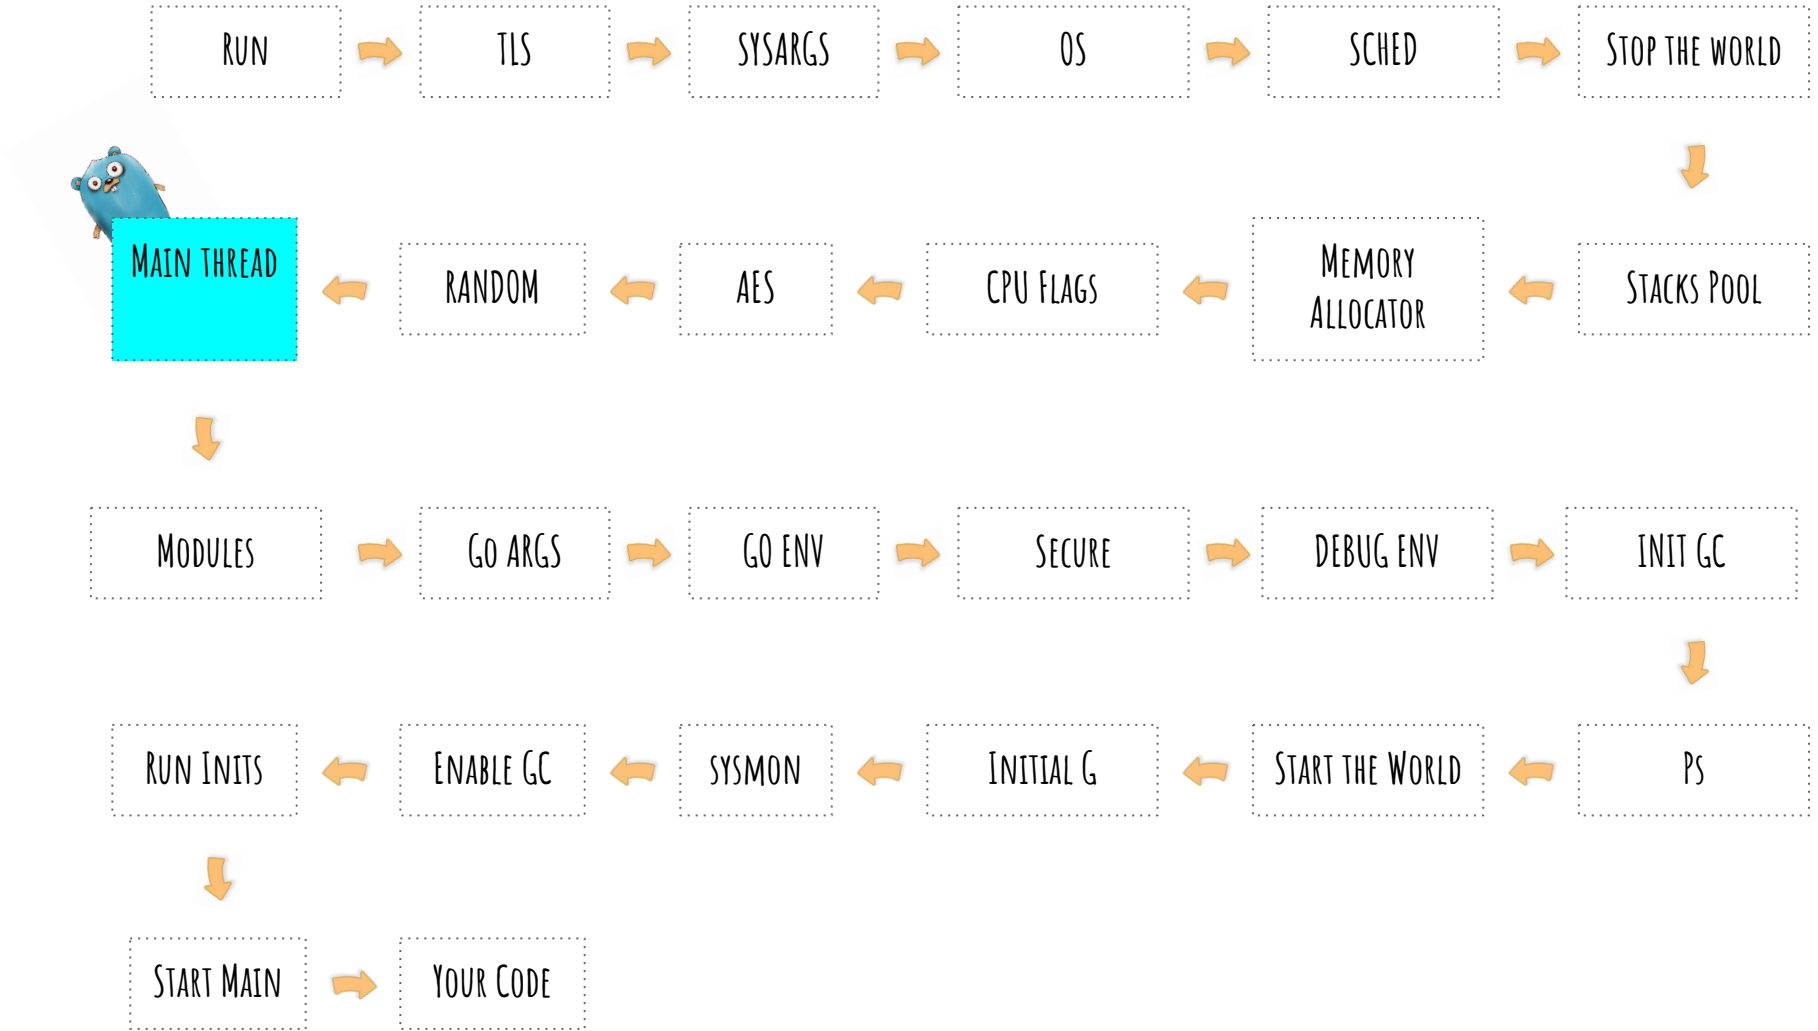 Run
TLS
SYSARGS
OS
SCHED
Stop the world
Stacks Pool
Memory
Allocator
CPU Flags
AES
RANDOM
Main thread
Modules
Go ARGS
GO ENV
Secure
DEBUG ENV
INIT GC
Ps
Start the World
Initial G
sysmon
Enable GC
Run Inits
Start Main
Your Code